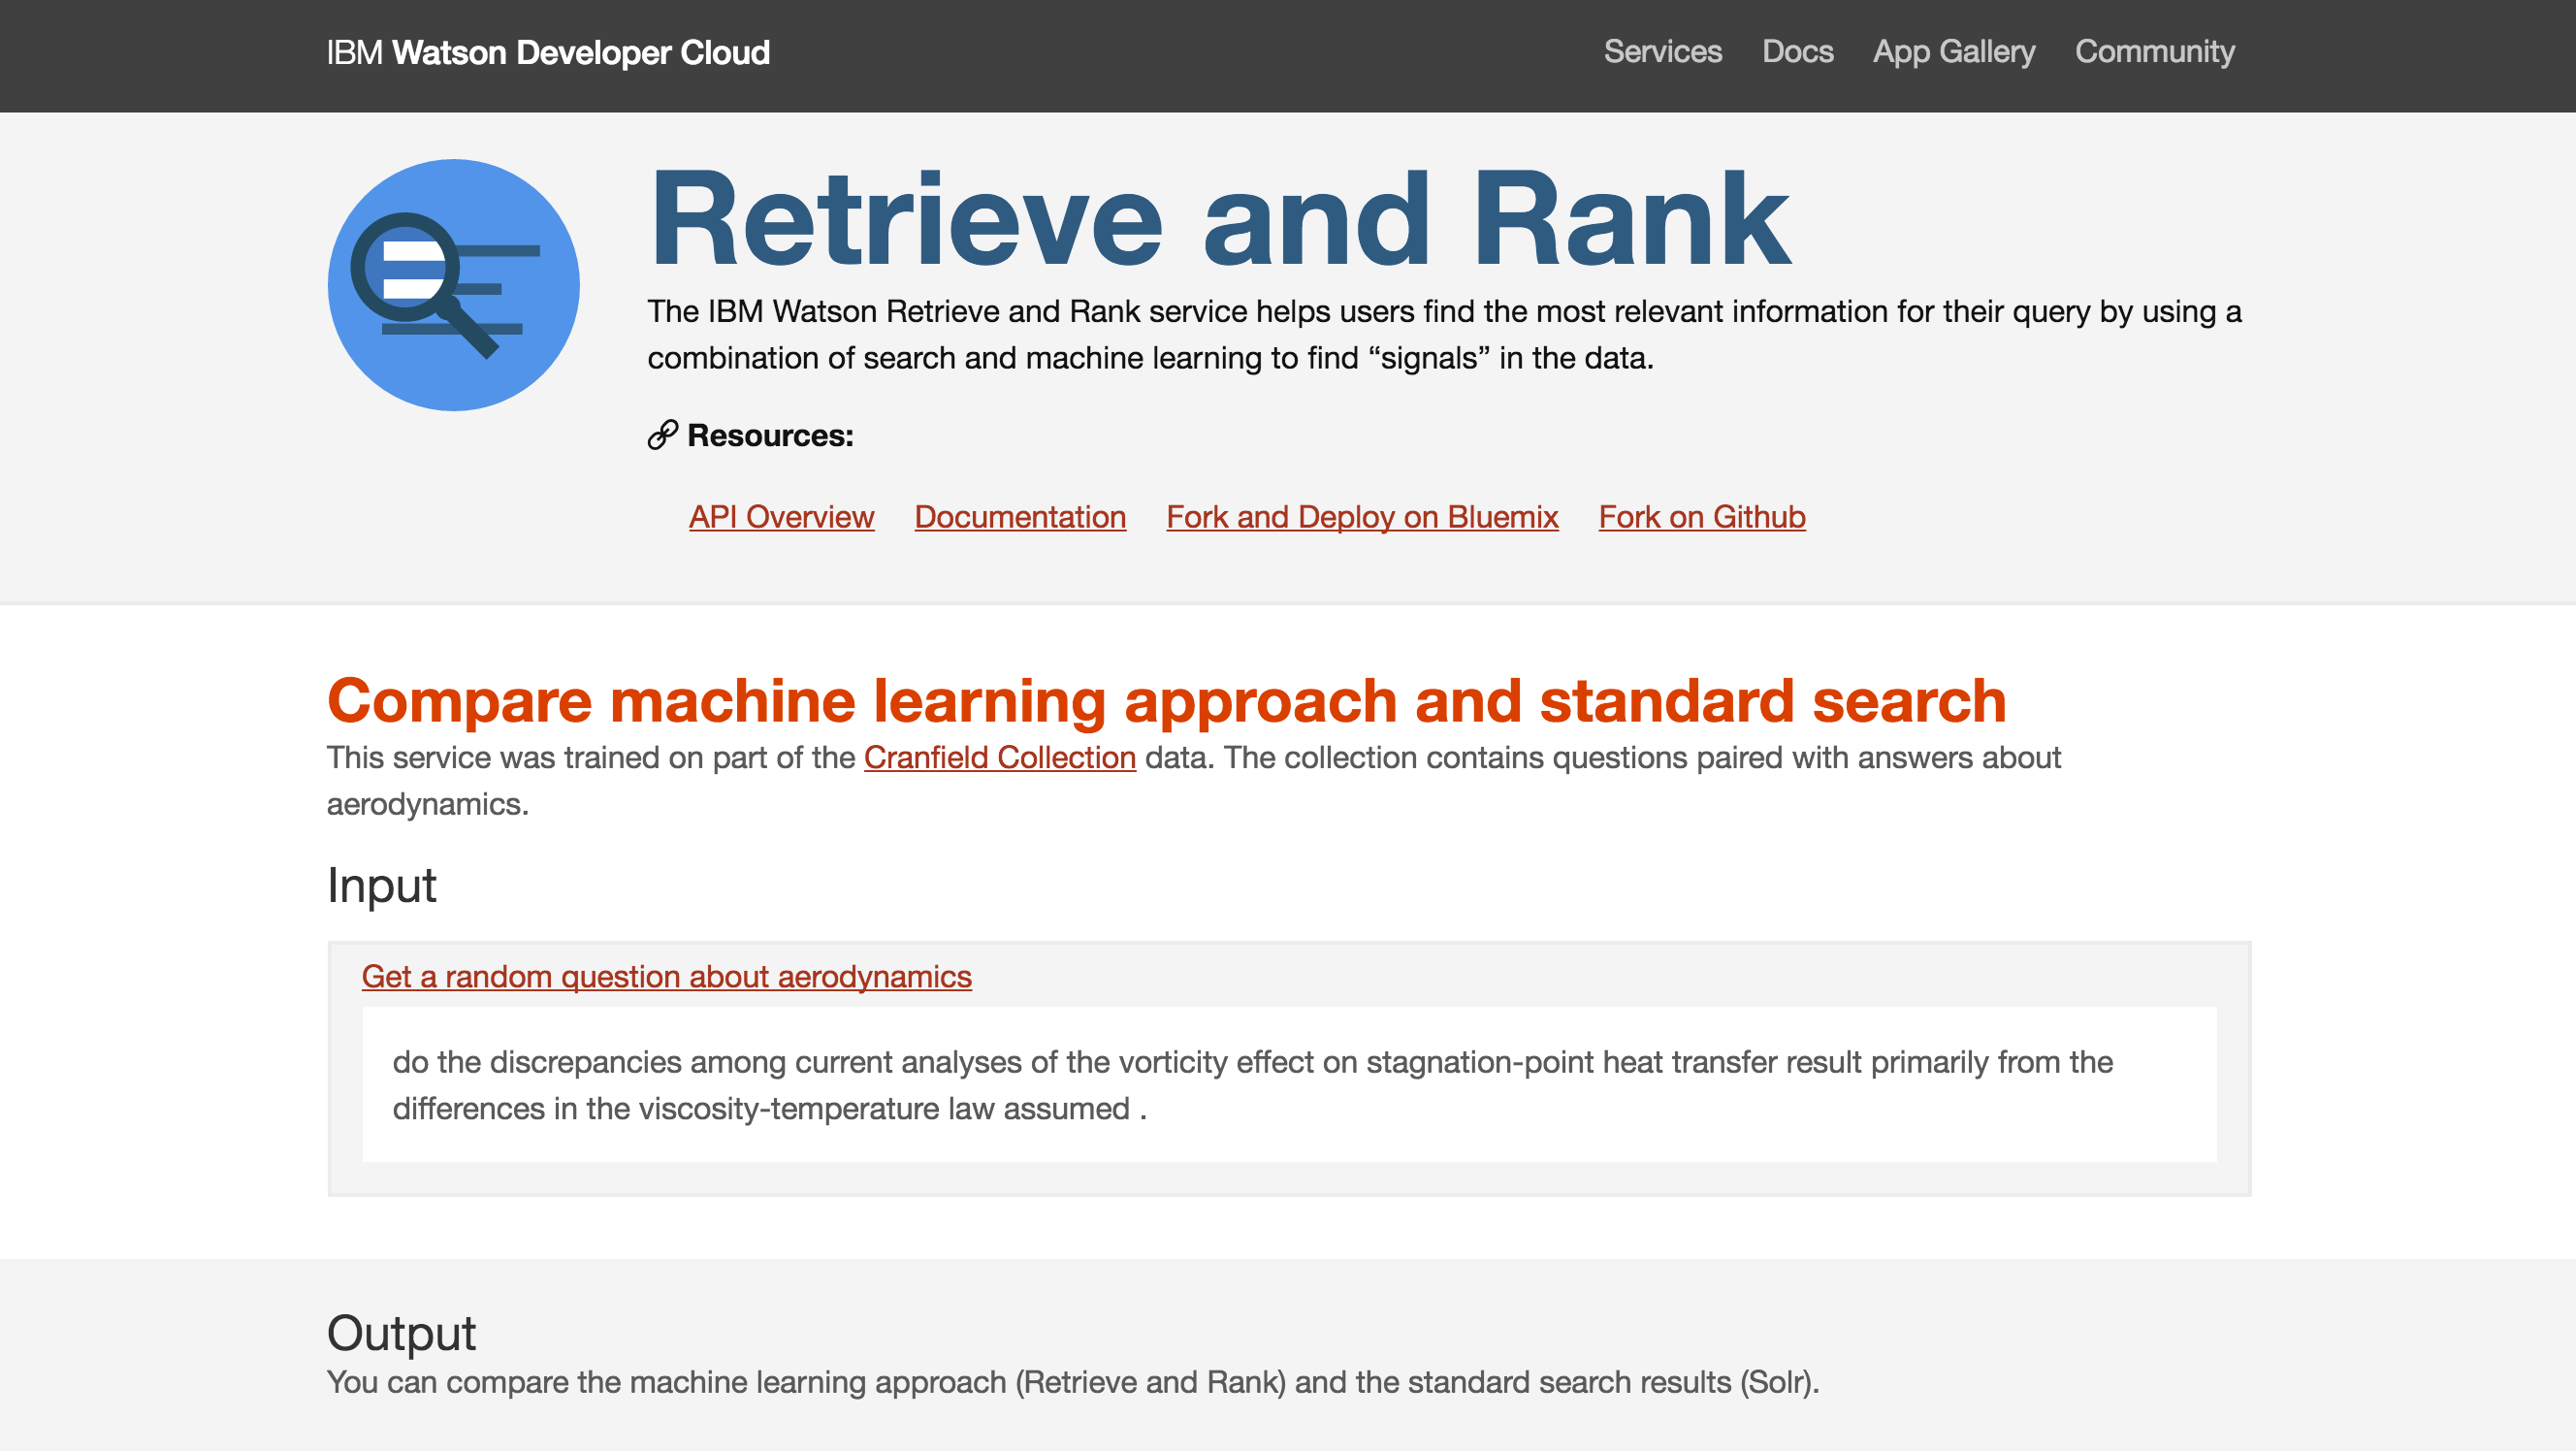 IBM Watson Developer Cloud
Services Docs App Gallery Community
Retrieve and Rank
The IBM Watson Retrieve and Rank service helps users find the most relevant information for their query by using a
combination of search and machine learning to find “signals” in the data.
Resources:
API Overview Documentation Fork and Deploy on Bluemix Fork on Github
Compare machine learning approach and standard search
This service was trained on part of the Cranfield Collection data. The collection contains questions paired with answers about
aerodynamics.
Input
Get a random question about aerodynamics
do the discrepancies among current analyses of the vorticity effect on stagnation-point heat transfer result primarily from the
differences in the viscosity-temperature law assumed .
Output
You can compare the machine learning approach (Retrieve and Rank) and the standard search results (Solr).